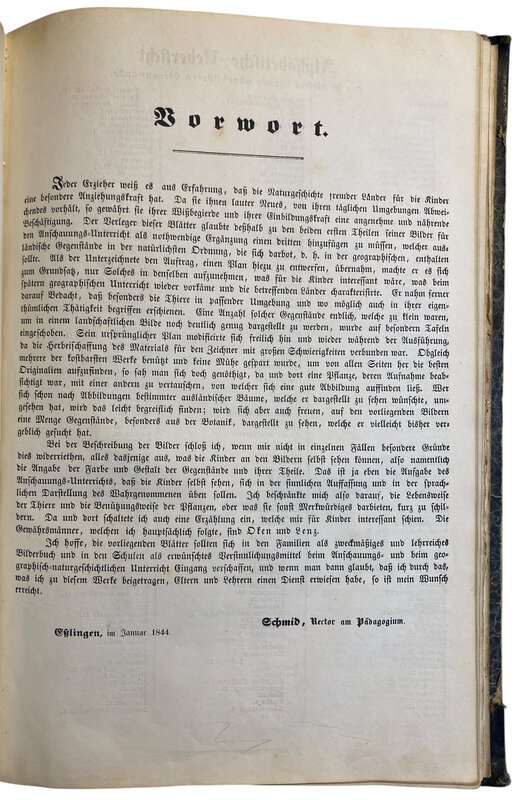 Vorwort.
Jeder Erzieher weiß es aus Erfahrung, daß die Naturgeschichte fremder Länder für die Kinder
eine besondere Anziehungskraft hat. Da sie ihnen lauter Neues, von ihren täglichen Umgebungen Abwei-
chendes vorhält, so gewährt sie ihrer Wißbegierde und ihrer Einbildungskraft eine angenehme und nährende
Beschäftigung. Der Verleger dieser Blätter glaubte deßhalb zu den beiden ersten Theilen seiner Bilder für
den Anschauungs-Unterricht als nothwendige Ergänzung einen dritten hinzufügen zu müssen, welcher aus-
ländische Gegenstände in der natürlichsten Ordnung, die sich darbot, d. h. in der geographischen, enthalten
sollte. Als der Unterzeichnete den Auftrag, einen Plan hiezu zu entwerfen, übernahm, machte er es sich
zum Grundsatz, nur Solches in denselben aufzunehmen, was für die Kinder interessant wäre, was beim
spätern geographischen Unterricht wieder vorkäme und die betreffenden Länder charakterisirte. Er nahm ferner
darauf Bedacht, daß besonders die Thiere in passender Umgebung und wo möglich auch in ihrer eigen-
thümlichen Thätigkeit begriffen erschienen. Eine Anzahl solcher Gegenstände endlich, welche zu klein waren,
um in einem landschaftlichen Bilde noch deutlich genug dargestellt zu werden, wurde auf besondern Tafeln
eingeschoben. Sein ursprünglicher Plan modificirte sich freilich hin und wieder während der Ausführung,
da die Herbeischaffung des Materials für den Zeichner mit großen Schwierigkeiten verbunden war. Obgleich
mehrere der kostbarsten Werke benützt und keine Mühe gespart wurde, um von allen Seiten her die besten
Originalien aufzufinden, so sah man sich doch genöthigt, da und dort eine Pflanze, deren Aufnahme beab-
sichtigt war, mit einer andern zu vertauschen, von welcher sich eine gute Abbildung auffinden ließ. Wer
sich schon nach Abbildungen bestimmter ausländischer Bäume, welche er dargestellt zu sehen wünschte, um-
gesehen hat, wird das leicht begreiflich finden; wird sich aber auch freuen, auf den vorliegenden Bildern
eine Menge Gegenstände, besonders aus der Botanik, dargestellt zu sehen, welche er vielleicht bisher ver-
geblich gesucht hat.
Bei der Beschreibung der Bilder schloß ich, wenn mir nicht in einzelnen Fällen besondere Gründe
dies widerriethen, alles dasjenige aus, was die Kinder an den Bildern selbst sehen können, also namentlich
die Angabe der Farbe und Gestalt der Gegenstände und ihrer Theile. Das ist ja eben die Aufgabe des
Anschauungs-Unterrichts, daß die Kinder selbst sehen, sich in der sinnlichen Auffassung und in der sprach-
lichen Darstellung des Wahrgenommenen üben sollen. Ich beschränkte mich also darauf, die Lebensweise
der Thiere und die Benützungsweise der Pflanzen, oder was sie sonst Merkwürdiges darbieten, kurz zu schil-
dern. Da und dort schaltete ich auch eine Erzählung ein, welche mir für Kinder interessant schien. Die
Gewährsmänner, welchen ich hauptsächlich folgte, sind Oken und Lenz.
Ich hoffe, die vorliegenden Blätter sollten sich in den Familien als zweckmäßiges und lehrreiches
Bilderbuch und in den Schulen als erwünschtes Versinnlichungsmittel beim Anschauungs- und beim geo-
graphisch-naturgeschichtlichen Unterricht Eingang verschaffen, und wenn man dann glaubt, daß ich durch das,
was ich zu diesem Werke beigetragen, Eltern und Lehrern einen Dienst erwiesen habe, so ist mein Wunsch
erreicht.
Schmid, Rector am Pädagogium.
Eßlingen, im Januar 1844